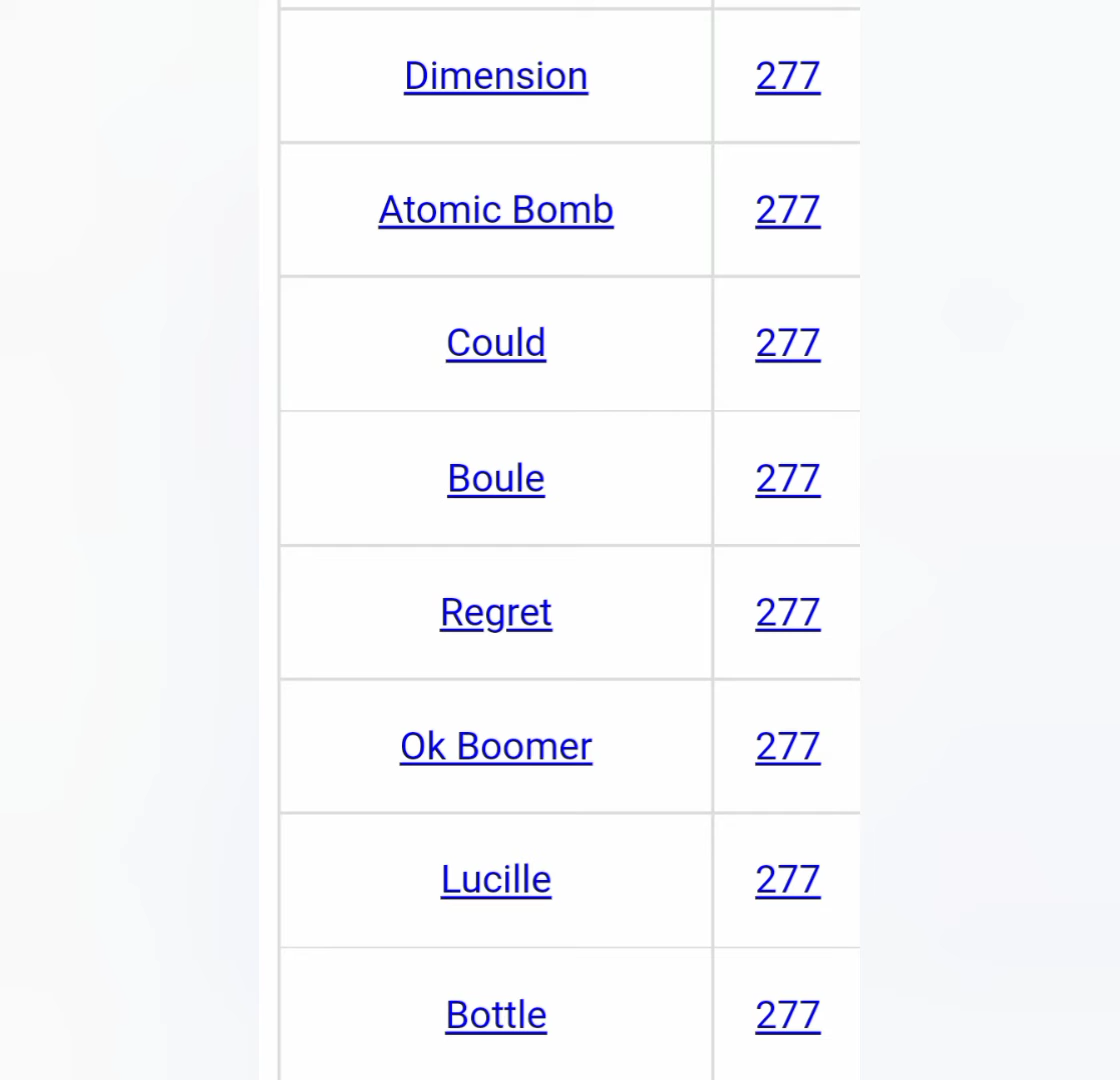 Dimension 277
Atomic Bomb 277
Could 277
Boule 277
Regret 277
Ok Boomer 277
Lucille 277
Bottle 277